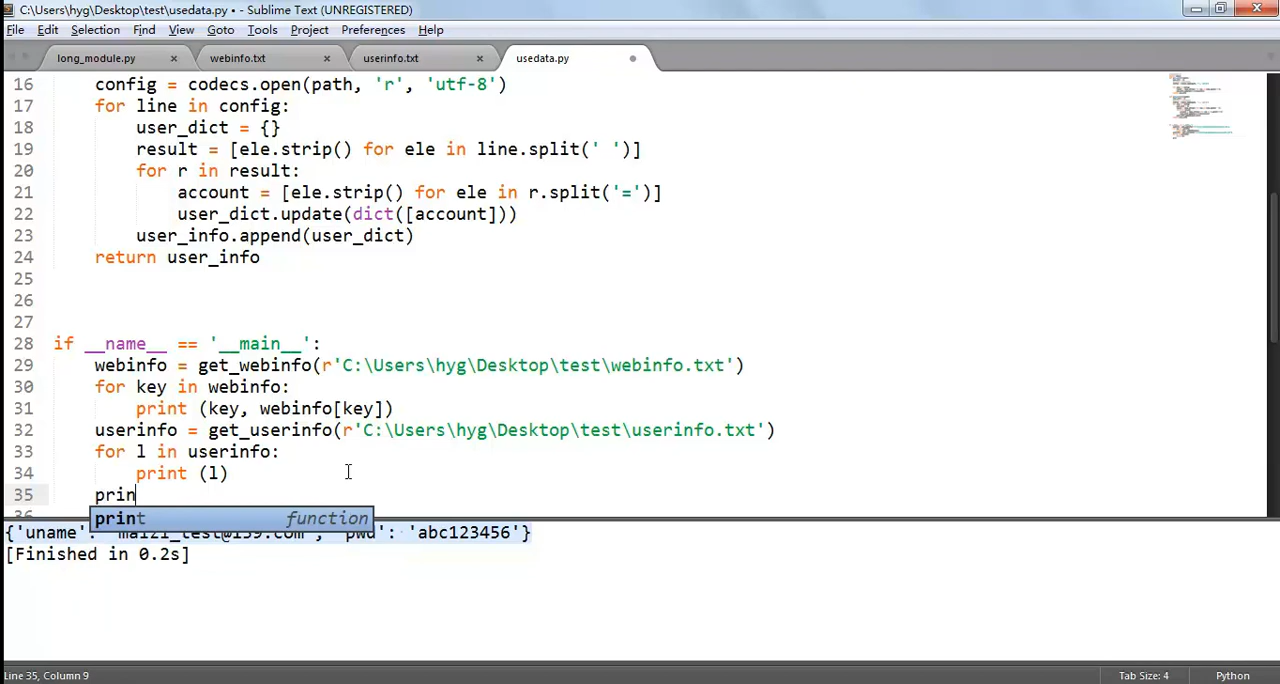 C:\Users\hyg\Desktop\test\usedata.py • - Sublime Text (UNREGISTERED)
File Edit Selection Find View Goto Tools Project Preferences Help
long_module.py webinfo.txt userinfo.txt usedata.py
16 config = codecs.open(path, 'r', 'utf-8')
17 for line in config:
18 user_dict = {}
19 result = [ele.strip() for ele in line.split(' ')]
20 for r in result:
21 account = [ele.strip() for ele in r.split('=')]
22 user_dict.update(dict([account]))
23 user_info.append(user_dict)
24 return user_info
25
26
27
28 if __name__ == '__main__':
29 webinfo = get_webinfo(r'C:\Users\hyg\Desktop\test\webinfo.txt')
30 for key in webinfo:
31 print (key, webinfo[key])
32 userinfo = get_userinfo(r'C:\Users\hyg\Desktop\test\userinfo.txt')
33 for l in userinfo:
34 print (l)
35 prin
print function
{'uname': 'maizi_test@139.com', 'pwd': 'abc123456'}
[Finished in 0.2s]
Line 35, Column 9 Tab Size: 4 Python